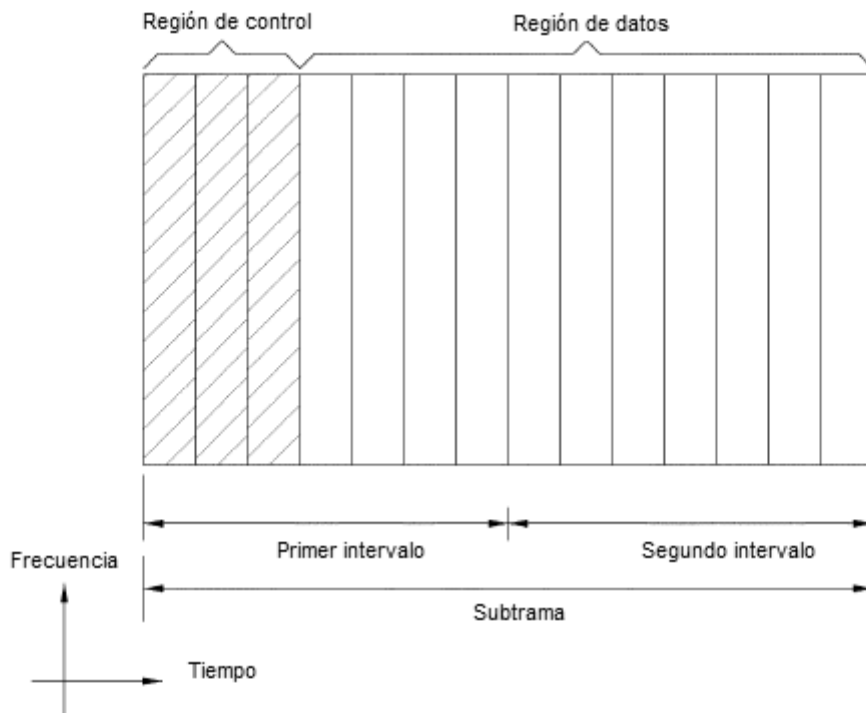 Región de control
Región de datos
Primer intervalo
Segundo intervalo
Frecuencia
Subtrama
Tiempo